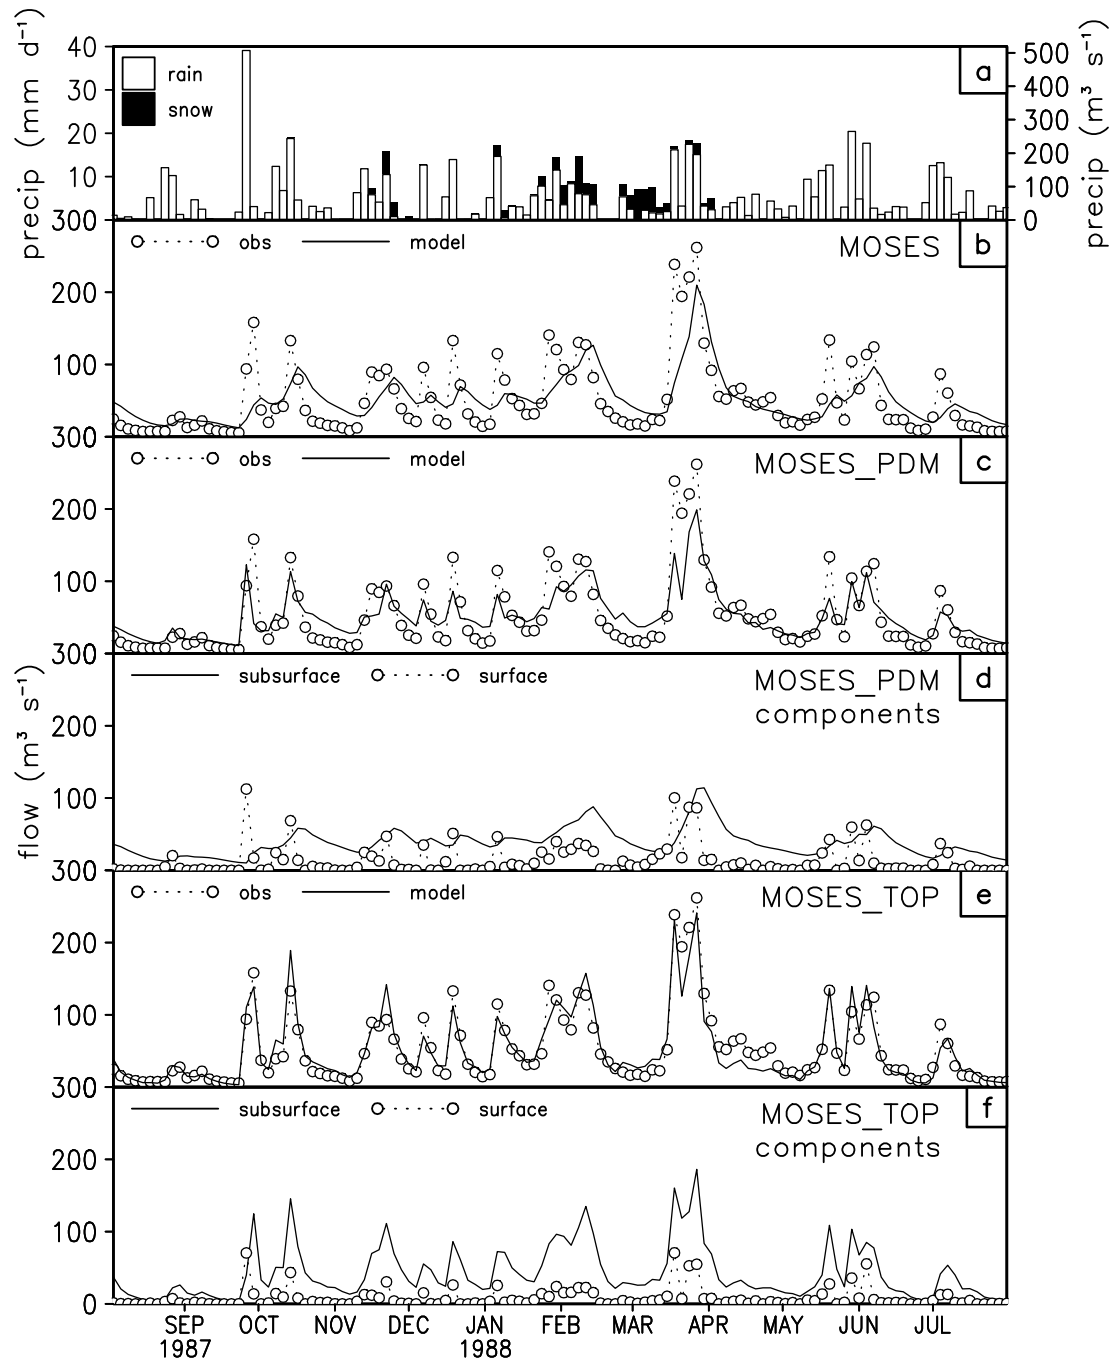 precip (mm d⁻¹)
40
30
20
10
rain
snow
a
500
400
300
200
100
0
precip (m³ s⁻¹)
300
obs
model
MOSES
b
200
100
300
obs
model
MOSES_PDM
c
200
100
flow (m³ s⁻¹)
300
subsurface
surface
MOSES_PDM
components
d
200
100
300
obs
model
MOSES_TOP
e
200
100
300
subsurface
surface
MOSES_TOP
components
f
200
100
0
SEP OCT NOV DEC JAN FEB MAR APR MAY JUN JUL
1987 1988